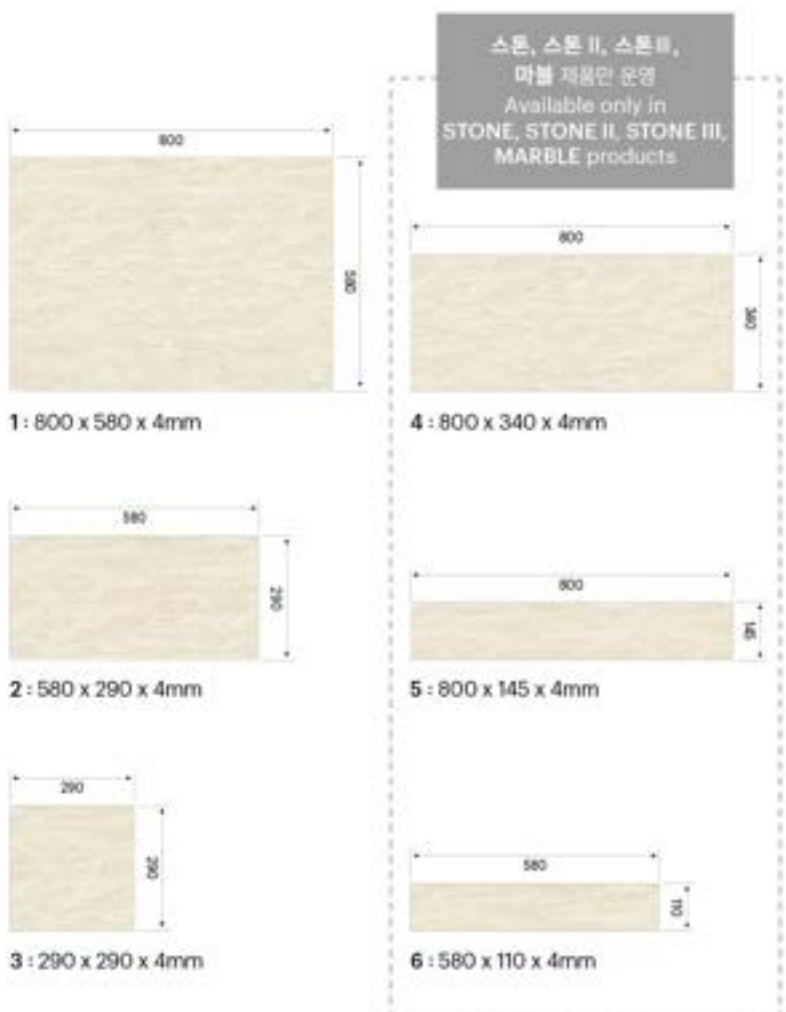 스톤, 스톤 II, 스톤 III,
마블 제품만 운영
Available only in
STONE, STONE II, STONE III,
MARBLE products
800
580
1 : 800 x 580 x 4mm
800
340
4 : 800 x 340 x 4mm
580
290
2 : 580 x 290 x 4mm
800
145
5 : 800 x 145 x 4mm
290
290
3 : 290 x 290 x 4mm
580
110
6 : 580 x 110 x 4mm